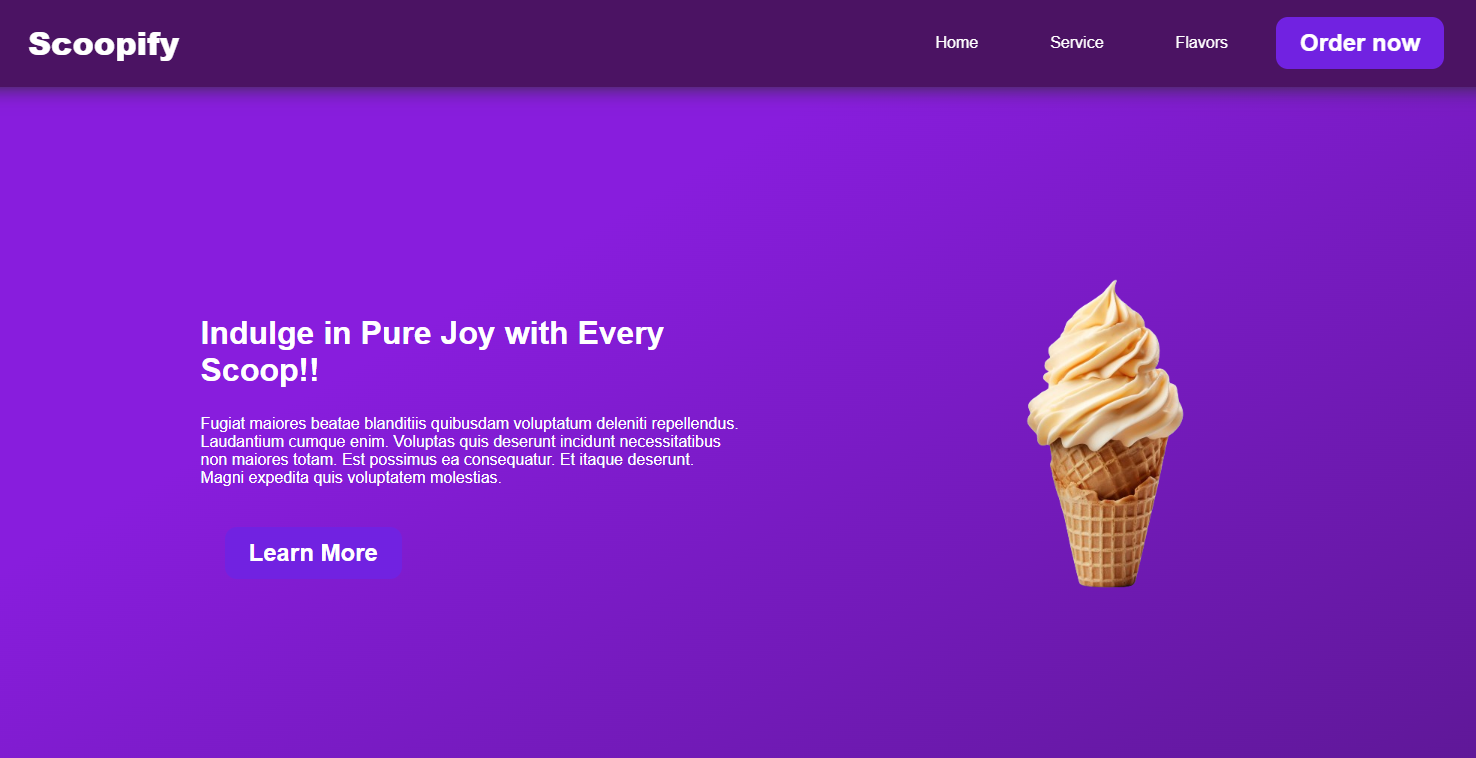 Scoopify
Home
Service
Flavors
Order now
Indulge in Pure Joy with Every
Scoop!!
Fugiat maiores beatae blanditiis quibusdam voluptatum deleniti repellendus.
Laudantium cumque enim. Voluptas quis deserunt incidunt necessitatibus
non maiores totam. Est possimus ea consequatur. Et itaque deserunt.
Magni expedita quis voluptatem molestias.
Learn More